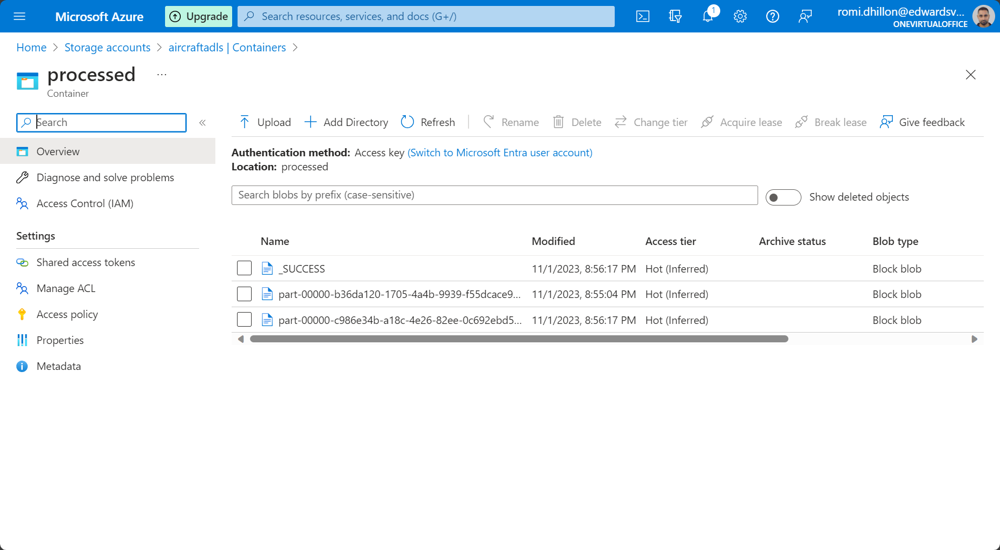 Microsoft Azure
Upgrade
Search resources, services, and docs (G+/)
1
romi.dhillon@edwardsv...
ONEVIRTUALOFFICE
Home > Storage accounts > aircraftadls | Containers >
processed ...
Container
Search
«
Upload
Add Directory
Refresh
Rename
Delete
Change tier
Acquire lease
Break lease
Give feedback
Overview
Diagnose and solve problems
Access Control (IAM)
Settings
Shared access tokens
Manage ACL
Access policy
Properties
Metadata
Authentication method: Access key (Switch to Microsoft Entra user account)
Location: processed
Search blobs by prefix (case-sensitive)
Show deleted objects
Name Modified Access tier Archive status Blob type
_SUCCESS 11/1/2023, 8:56:17 PM Hot (Inferred) Block blob
part-00000-b36da120-1705-4a4b-9939-f55dcace9... 11/1/2023, 8:55:04 PM Hot (Inferred) Block blob
part-00000-c986e34b-a18c-4e26-82ee-0c692ebd5... 11/1/2023, 8:56:17 PM Hot (Inferred) Block blob